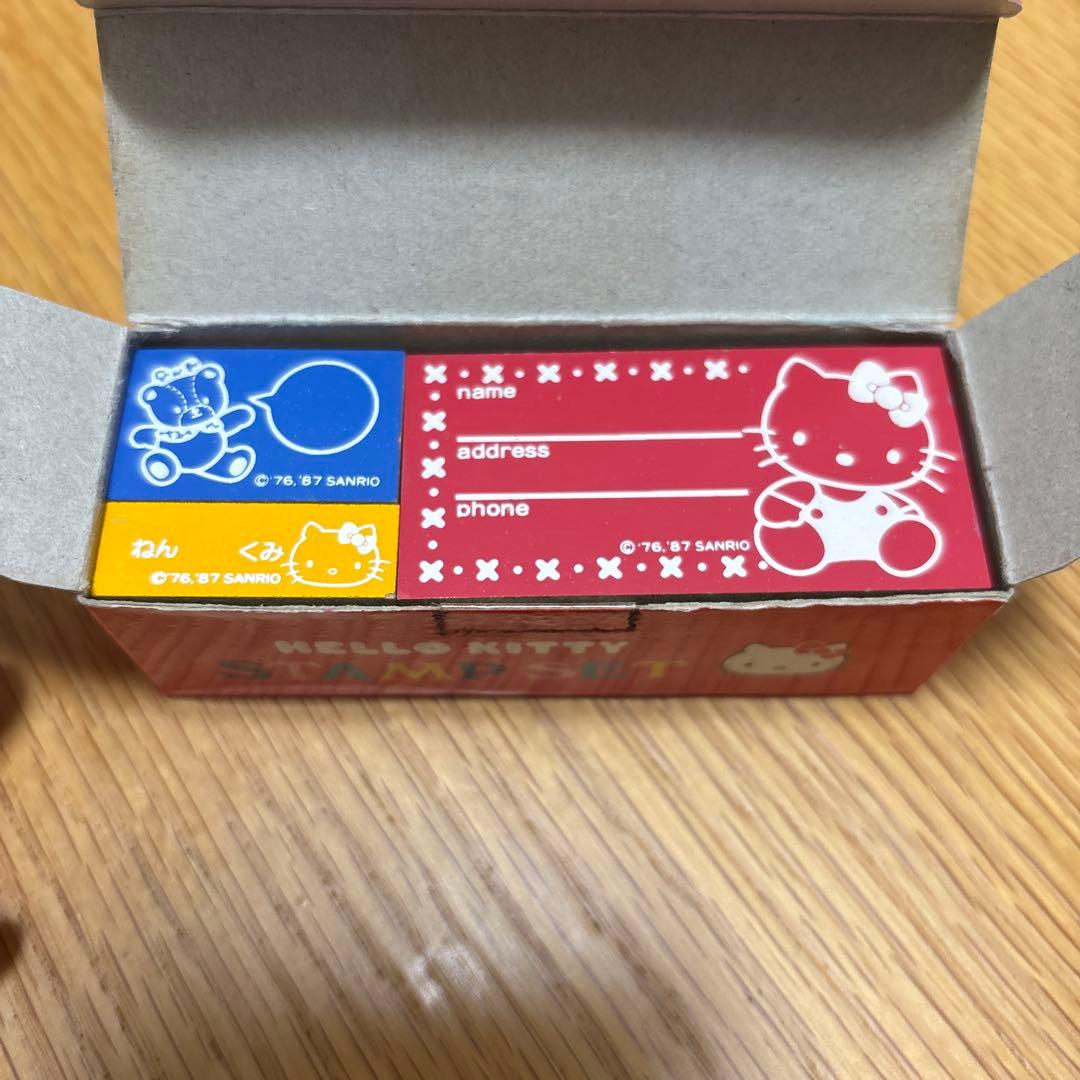 © '76, '87 SANRIO
ねん くみ
© '76, '87 SANRIO
name
address
phone
© '76, '87 SANRIO
HELLO KITTY
STAMP SET